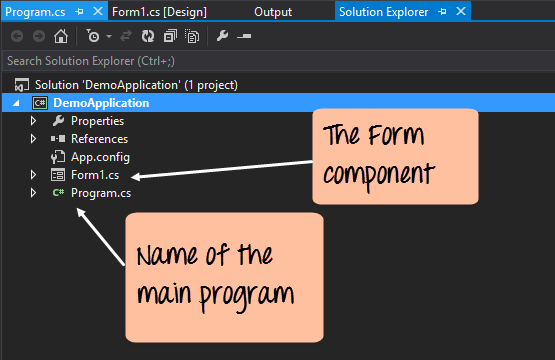 Program.cs Form1.cs [Design] Output Solution Explorer
Search Solution Explorer (Ctrl+;)
Solution 'DemoApplication' (1 project)
C# DemoApplication
Properties
References
App.config
Form1.cs
C# Program.cs
The Form
component
Name of the
main program